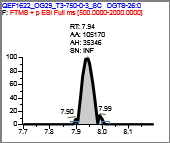 QEF1622_OG29_T3-750-0-3_8C DGTS-26:0
F: FTMS + p ESI Full ms [500.0000-2000.0000]
RT: 7.94
AA: 105170
AH: 35346
SN: INF
100
80
60
40
20
0
7.90
7.99
7.7 7.8 7.9 8.0 8.1